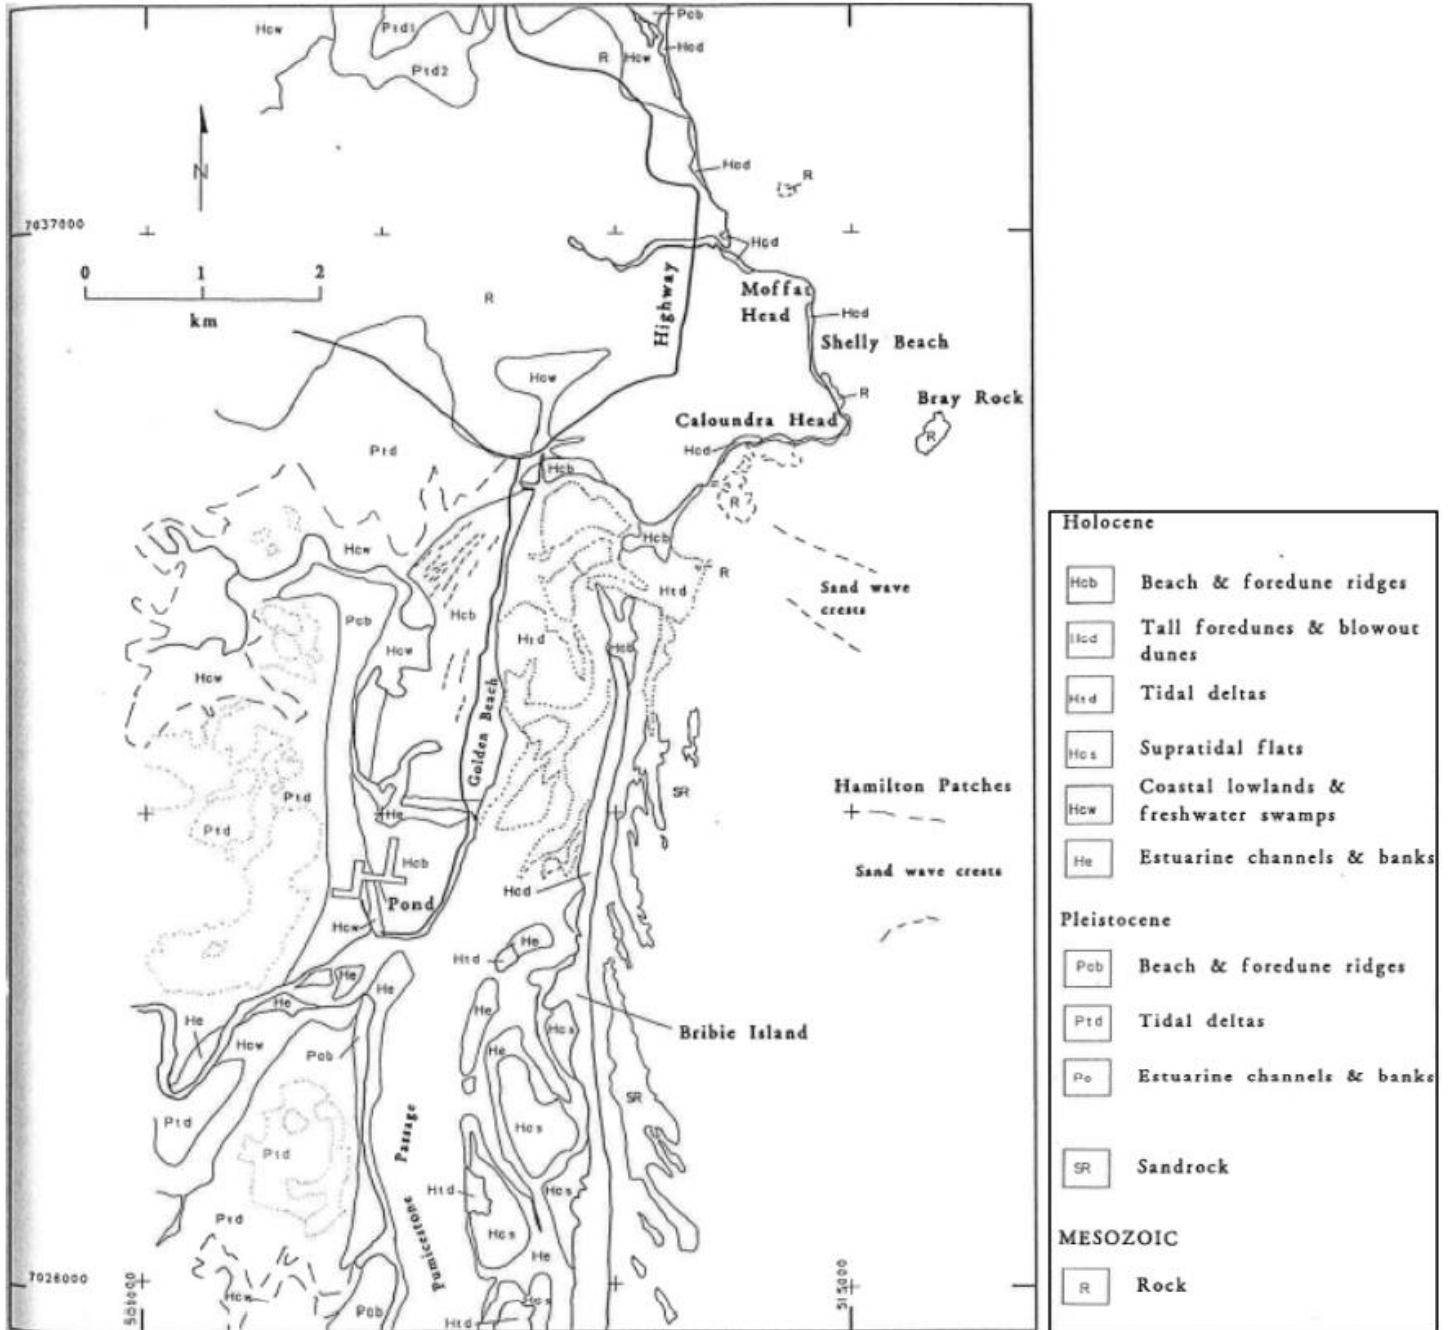 Hcw
Ptd1
Pcb
Hcd
R
Hcw
Ptd2
Hcd
R
N
7037000
Hcd
0 1 2
km
R
Highway
Moffat
Head
Hcd
Shelly Beach
Hcw
R
Bray Rock
R
Caloundra Head
Ptd
Hcd
Hcb
R
Hcw
Hcb
R
Htd
Sand wave
crests
Pcb
Hcb
Hcw
Htd
Hcb
Hcw
Golden Beach
Ptd
SR
Hamilton Patches
Ptd
He
Hcb
Sand wave crests
Hcd
Pond
Hcw
He
Htd
He
He
He
He
He
Hcs
Bribie Island
Hcw
Pcb
He
SR
Ptd
Hcs
Passage
Ptd
Htd
Hcs
Ptd
Hcs
He
Pumicestone
7028000
Hcw
Pcb
Hcs
Htd
515000
Holocene
Hcb Beach & foredune ridges
Hcd Tall foredunes & blowout
dunes
Htd Tidal deltas
Hcs Supratidal flats
Hcw Coastal lowlands &
freshwater swamps
He Estuarine channels & banks
Pleistocene
Pcb Beach & foredune ridges
Ptd Tidal deltas
Pe Estuarine channels & banks
SR Sandrock
MESOZOIC
R Rock